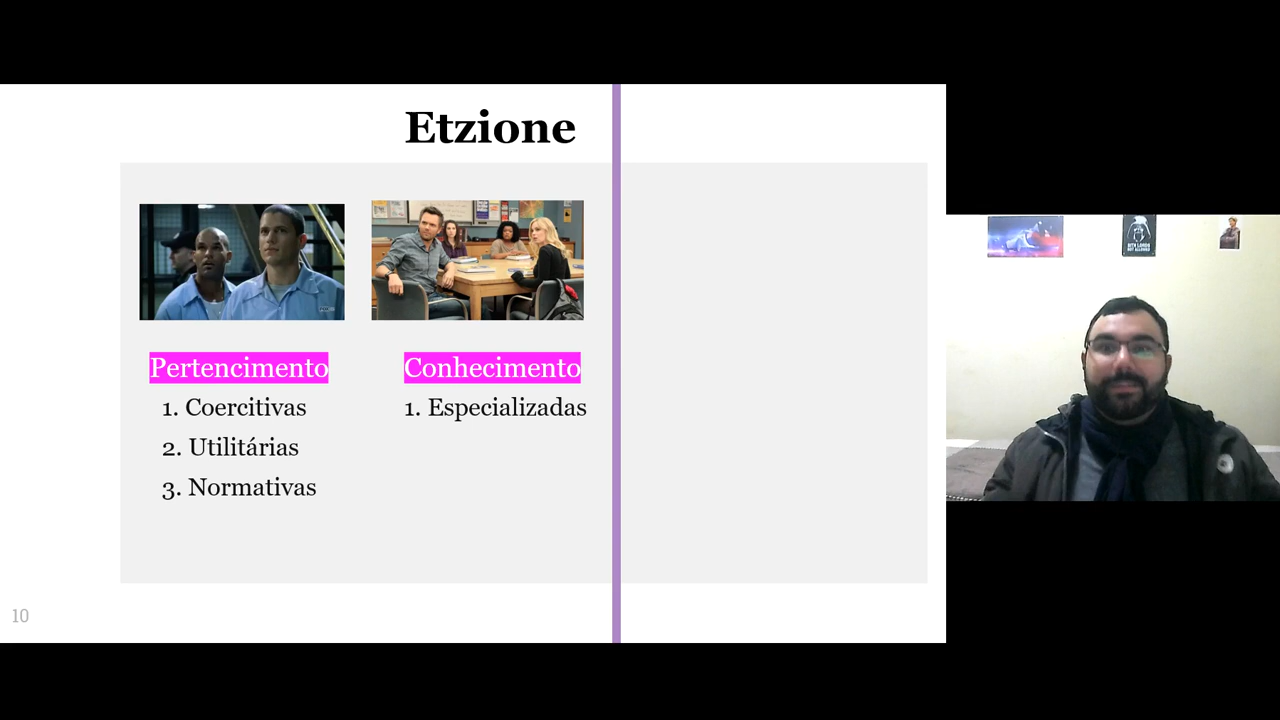 Etzione
Pertencimento
1. Coercitivas
2. Utilitárias
3. Normativas
Conhecimento
1. Especializadas
10